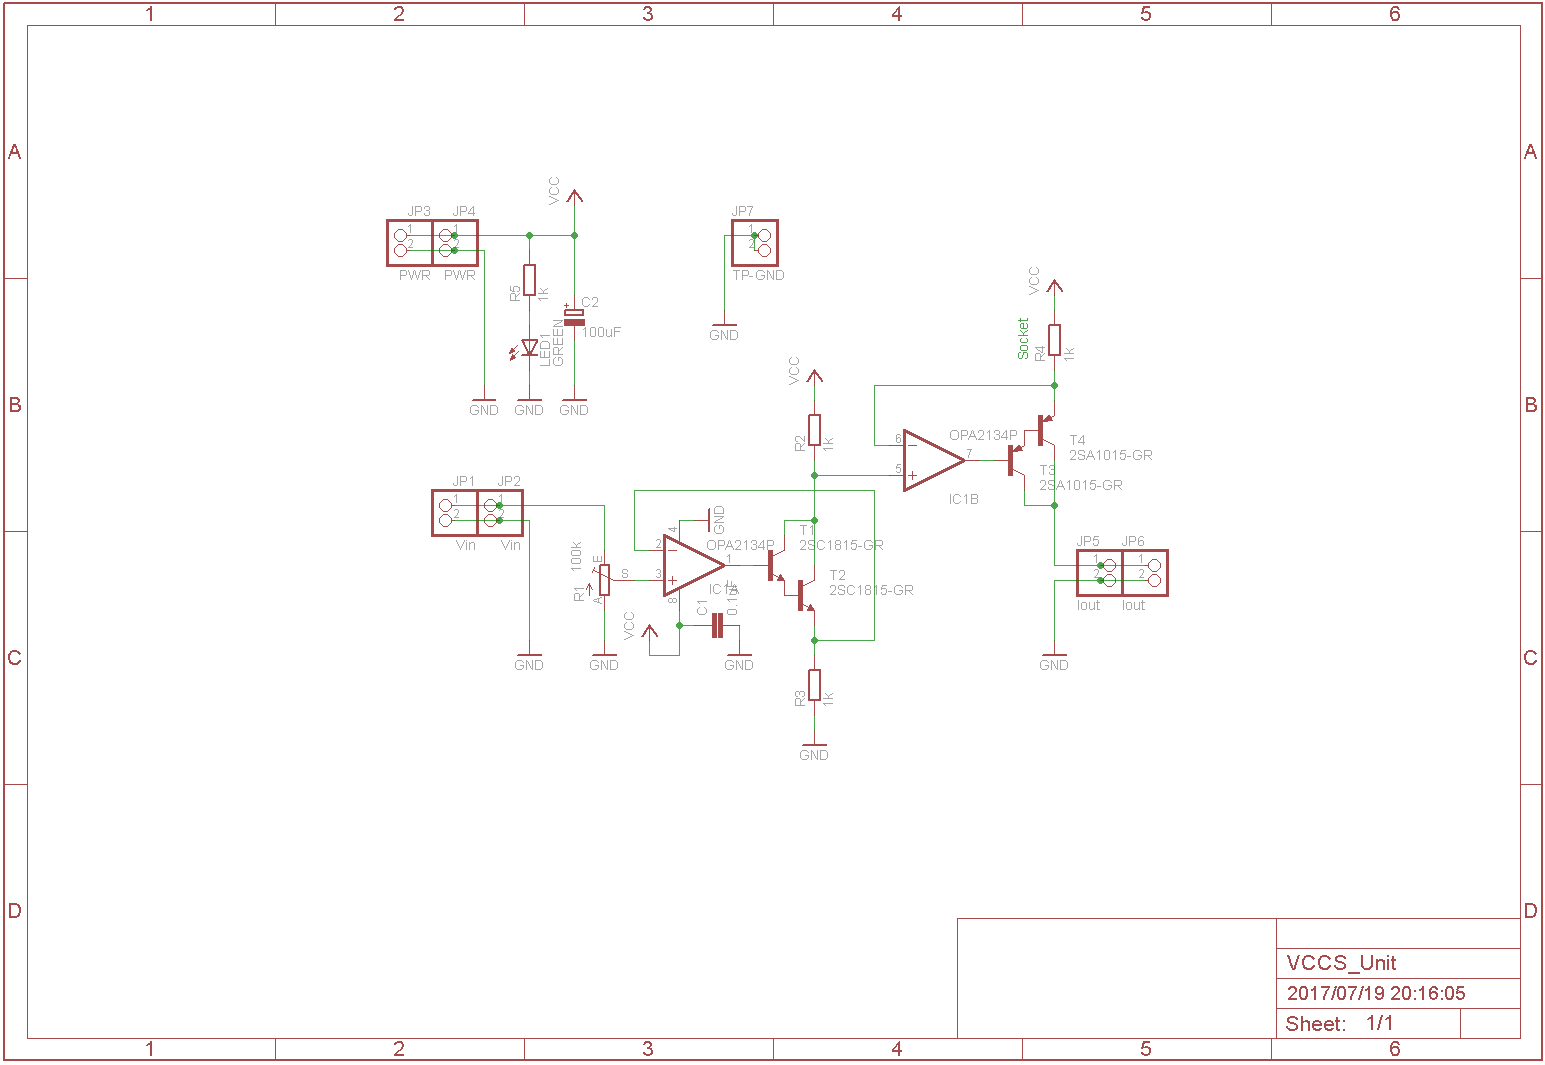 1 2 3 4 5 6
A
A
VCC
JP3 JP4
JP7
1
2
1
2
1
2
PWR PWR
TP-GND
R5
1k
+
C2
100uF
LED1
GREEN
GND
VCC
Socket
R4
1k
VCC
GND GND GND
B
B
R2
1k
6
5
7
OPA2134P
IC1B
T4
2SA1015-GR
T3
2SA1015-GR
JP1 JP2
1
2
1
2
Vin Vin
100k
E
S
A
R1
4
GND
2
3
1
8
OPA2134P
IC1A
T1
2SC1815-GR
T2
2SC1815-GR
C1
0.1uF
VCC
JP5 JP6
1
2
1
2
Iout Iout
GND GND GND GND
C
C
R3
1k
GND
D
D
VCCS_Unit
2017/07/19 20:16:05
Sheet: 1/1
1 2 3 4 5 6